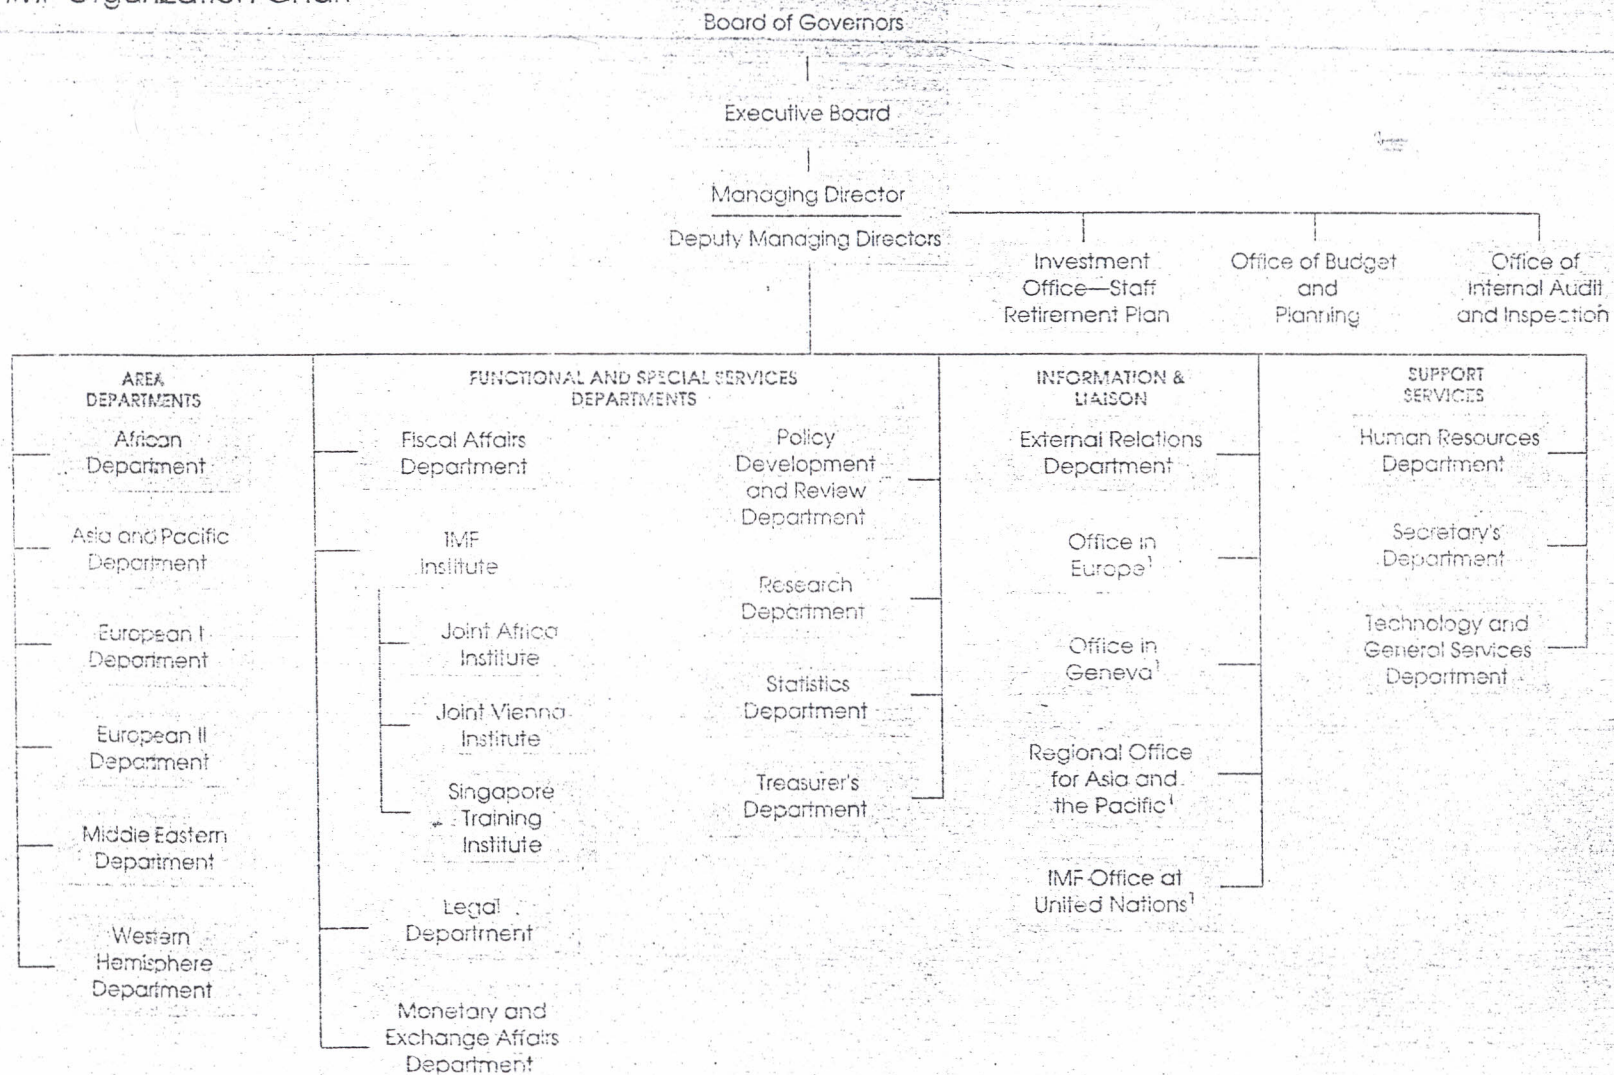 IMF Organization Chart
Board of Governors
Executive Board
Managing Director
Deputy Managing Directors
Investment
Office—Staff
Retirement Plan
Office of Budget
and
Planning
Office of
Internal Audit
and Inspection
AREA
DEPARTMENTS
African
Department
Asia and Pacific
Department
European I
Department
European II
Department
Middle Eastern
Department
Western
Hemisphere
Department
FUNCTIONAL AND SPECIAL SERVICES
DEPARTMENTS
Fiscal Affairs
Department
IMF
Institute
Joint Africa
Institute
Joint Vienna
Institute
Singapore
Training
Institute
Legal
Department
Monetary and
Exchange Affairs
Department
Policy
Development
and Review
Department
Research
Department
Statistics
Department
Treasurer's
Department
INFORMATION &
LIAISON
External Relations
Department
Office in
Europe¹
Office in
Geneva¹
Regional Office
for Asia and
the Pacific¹
IMF Office at
United Nations¹
SUPPORT
SERVICES
Human Resources
Department
Secretary's
Department
Technology and
General Services
Department